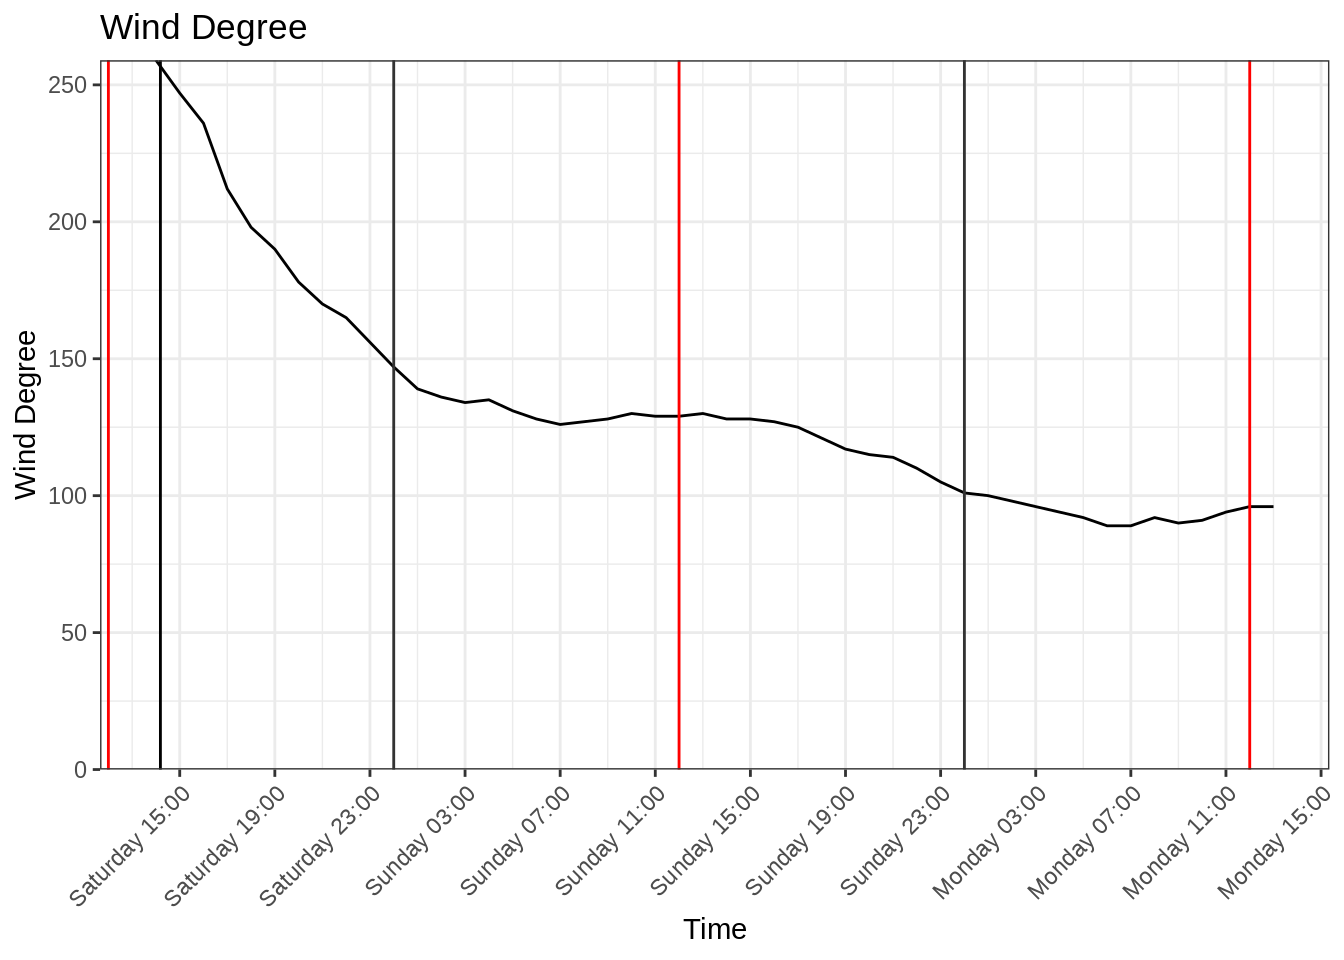 Wind Degree
Wind Degree
250
200
150
100
50
0
Saturday 15:00
Saturday 19:00
Saturday 23:00
Sunday 03:00
Sunday 07:00
Sunday 11:00
Sunday 15:00
Sunday 19:00
Sunday 23:00
Monday 03:00
Monday 07:00
Monday 11:00
Monday 15:00
Time